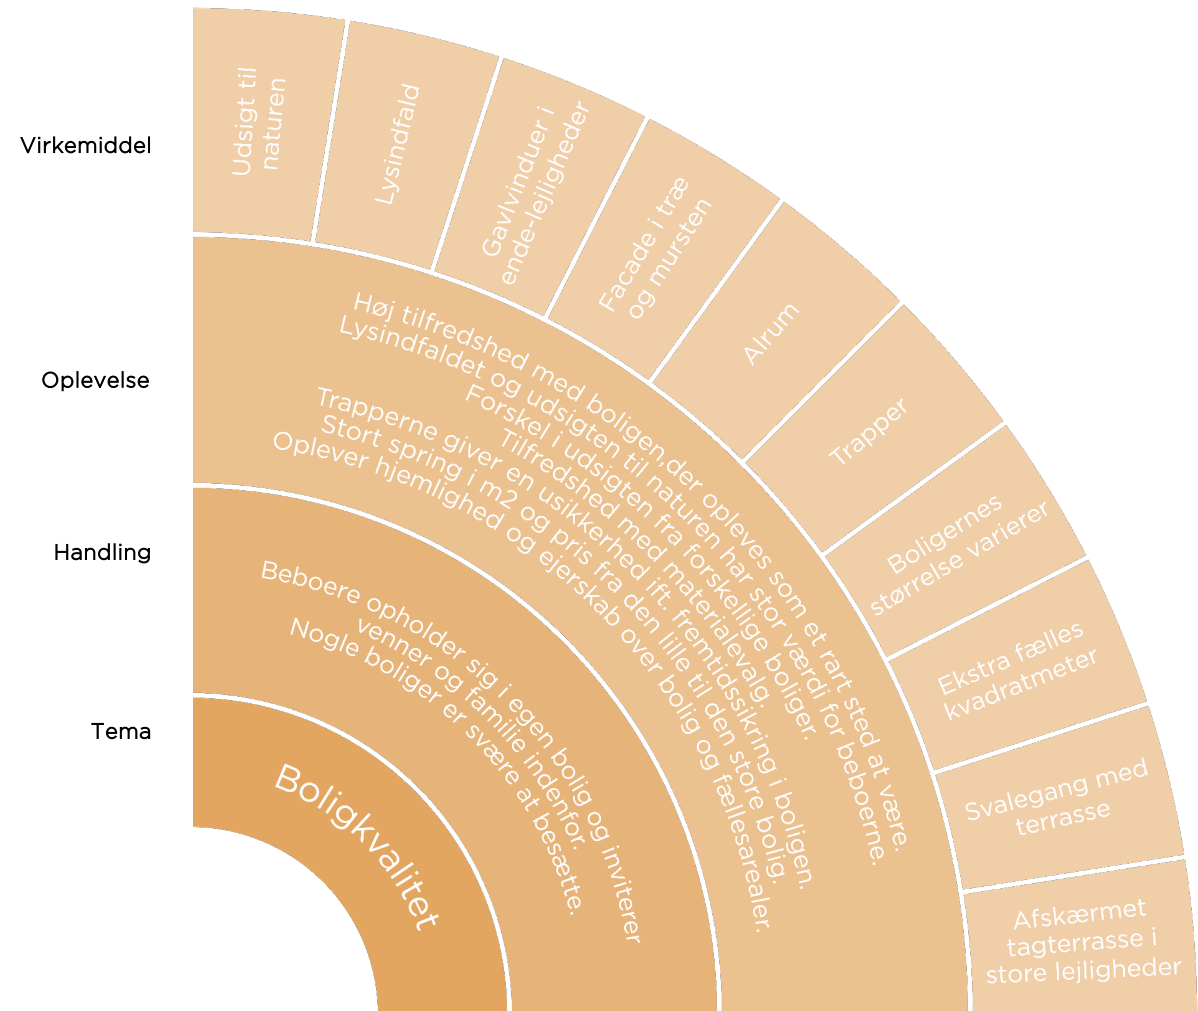 Virkemiddel
Udsigt til
naturen
Lysindfald
Gavlvinduer i
ende-lejligheder
Facade i træ
og mursten
Alrum
Trapper
Boligernes
størrelse varierer
Ekstra fælles
kvadratmeter
Svalegang med
terrasse
Afskærmet
tagterrasse i
store lejligheder
Oplevelse
Høj tilfredshed med boligen,der opleves som et rart sted at være.
Lysindfaldet og udsigten til naturen har stor værdi for beboerne.
Forskel i udsigten fra forskellige boliger.
Tilfredshed med materialevalg.
Trapperne giver en usikkerhed ift. fremtidssikring i boligen.
Stort spring i m2 og pris fra den lille til den store bolig.
Oplever hjemlighed og ejerskab over bolig og fællesarealer.
Handling
Beboere opholder sig i egen bolig og inviterer
venner og familie indenfor.
Nogle boliger er svære at besætte.
Tema
Boligkvalitet